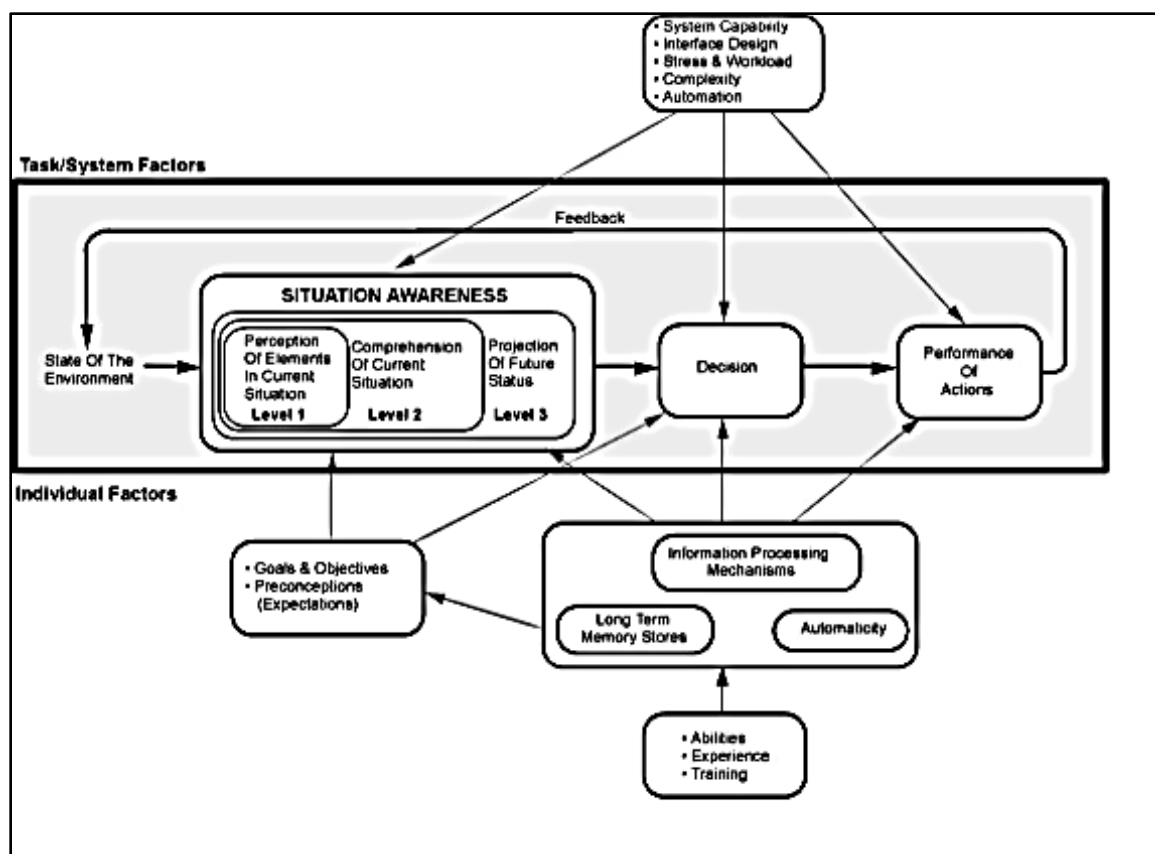 • System Capability
• Interface Design
• Stress & Workload
• Complexity
• Automation
Task/System Factors
Feedback
SITUATION AWARENESS
State Of The
Environment
Perception
Of Elements
In Current
Situation
Level 1
Comprehension
Of Current
Situation
Level 2
Projection
Of Future
Status
Level 3
Decision
Performance
Of
Actions
Individual Factors
• Goals & Objectives
• Preconceptions
(Expectations)
Information Processing
Mechanisms
Long Term
Memory Stores
Automaticity
• Abilities
• Experience
• Training